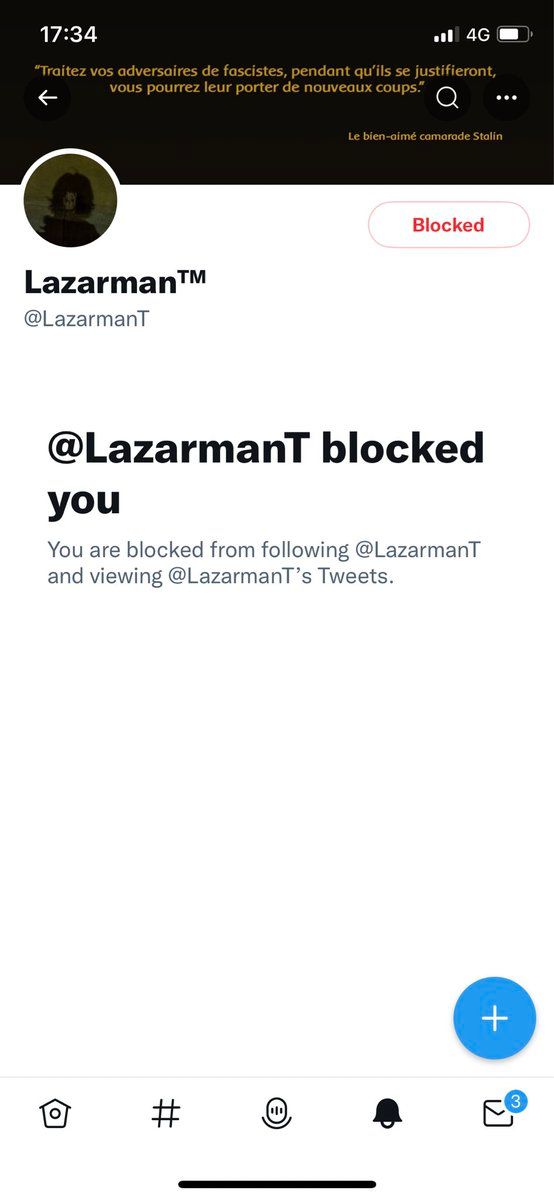 17:34
4G
“Traitez vos adversaires de fascistes, pendant qu’ils se justifieront,
vous pourrez leur porter de nouveaux coups.”
Le bien-aimé camarade Stalin
Blocked
Lazarman™
@LazarmanT
@LazarmanT blocked
you
You are blocked from following @LazarmanT
and viewing @LazarmanT’s Tweets.
3